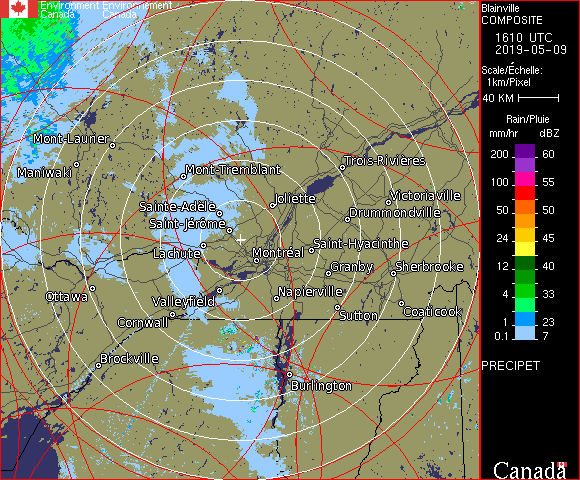 Environment Environnement
Canada Canada
Blainville
COMPOSITE
1610 UTC
2019-05-09
Scale/Échelle:
1km/Pixel
40 KM
Rain/Pluie
mm/hr dBZ
200 60
100 55
50 50
24 45
12 40
4 33
1 23
0.1 7
PRECIPET
Canada
Mont-Laurier
Maniwaki
Mont-Tremblant
Trois-Rivières
Sainte-Adèle
Joliette
Victoriaville
Drummondville
Saint-Jérôme
Lachute
Montréal
Saint-Hyacinthe
Granby
Sherbrooke
Ottawa
Valleyfield
Napierville
Cornwall
Sutton
Coaticook
Brockville
Burlington